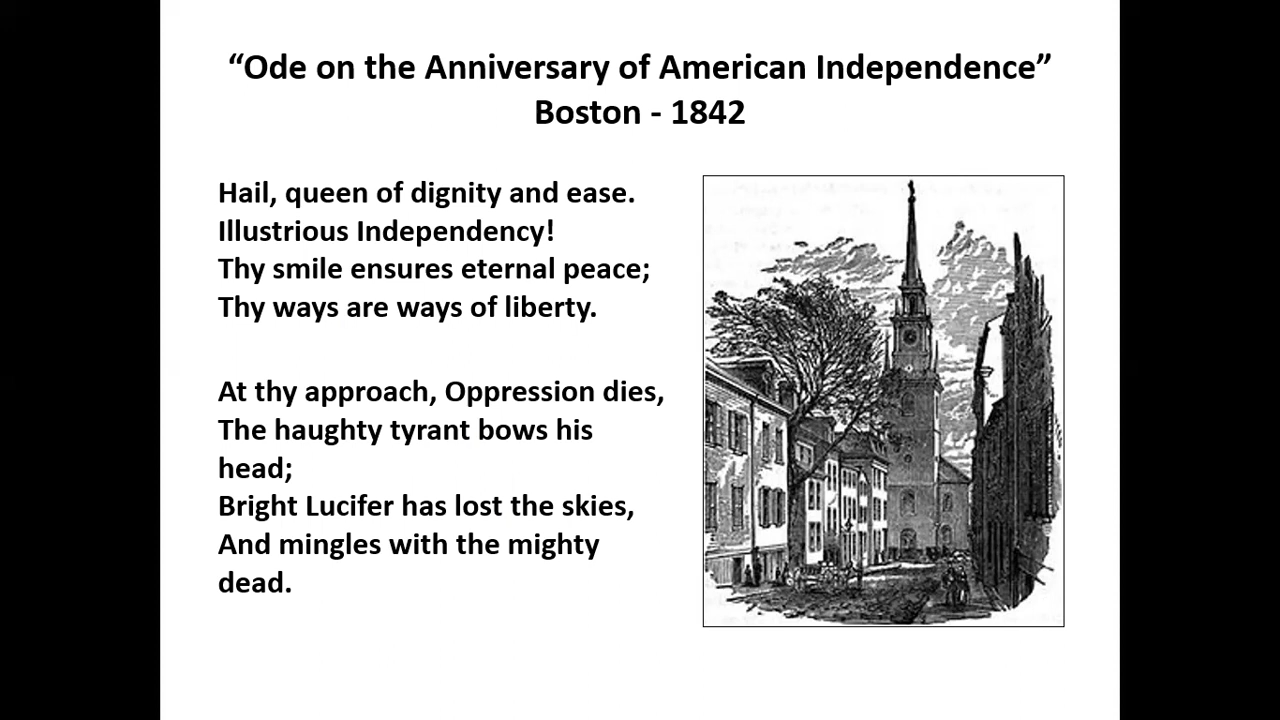 “Ode on the Anniversary of American Independence”
Boston - 1842
Hail, queen of dignity and ease.
Illustrious Independency!
Thy smile ensures eternal peace;
Thy ways are ways of liberty.
At thy approach, Oppression dies,
The haughty tyrant bows his
head;
Bright Lucifer has lost the skies,
And mingles with the mighty
dead.